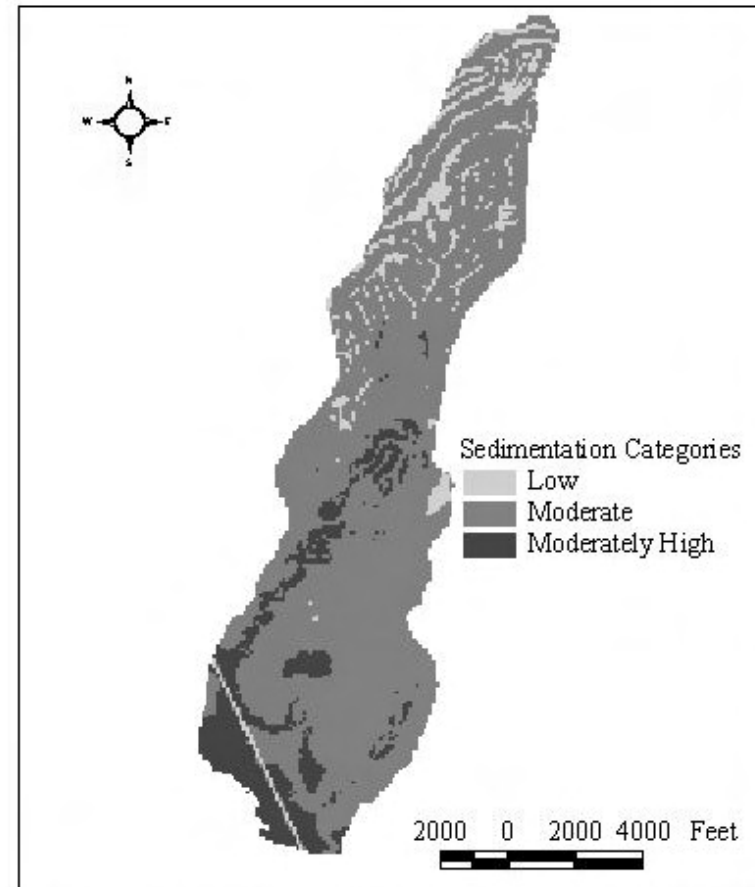 N
W E
S
Sedimentation Categories
Low
Moderate
Moderately High
2000 0 2000 4000 Feet